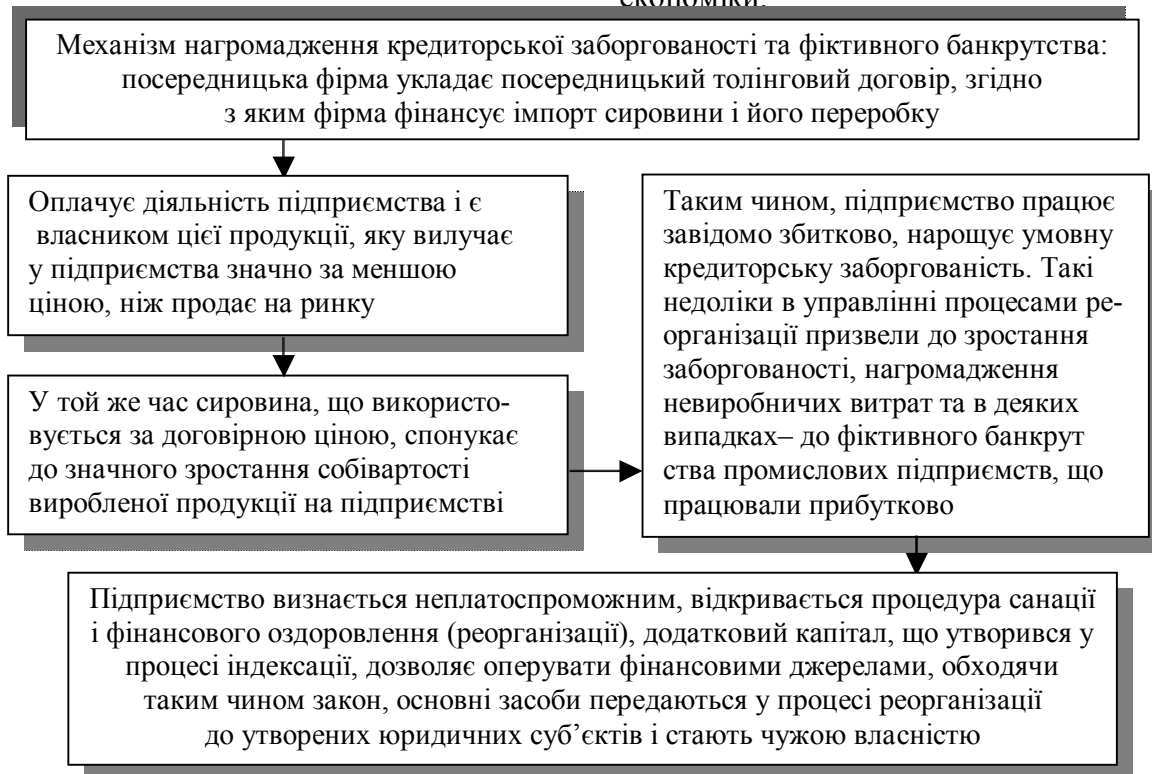 економіки.
Механізм нагромадження кредиторської заборгованості та фіктивного банкрутства:
посередницька фірма укладає посередницький толінговий договір, згідно
з яким фірма фінансує імпорт сировини і його переробку
Оплачує діяльність підприємства і є
власником цієї продукції, яку вилучає
у підприємства значно за меншою
ціною, ніж продає на ринку
У той же час сировина, що використо-
вується за договірною ціною, спонукає
до значного зростання собівартості
виробленої продукції на підприємстві
Таким чином, підприємство працює
завідомо збитково, нарощує умовну
кредиторську заборгованість. Такі
недоліки в управлінні процесами ре-
організації призвели до зростання
заборгованості, нагромадження
невиробничих витрат та в деяких
випадках– до фіктивного банкрут
ства промислових підприємств, що
працювали прибутково
Підприємство визнається неплатоспроможним, відкривається процедура санації
і фінансового оздоровлення (реорганізації), додатковий капітал, що утворився у
процесі індексації, дозволяє оперувати фінансовими джерелами, обходячи
таким чином закон, основні засоби передаються у процесі реорганізації
до утворених юридичних суб’єктів і стають чужою власністю